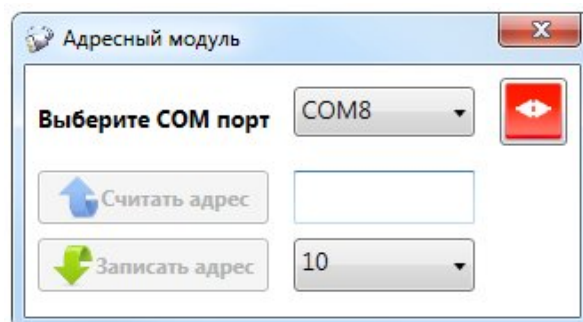 Адресный модуль
Выберите COM порт COM8
Считать адрес
Записать адрес 10